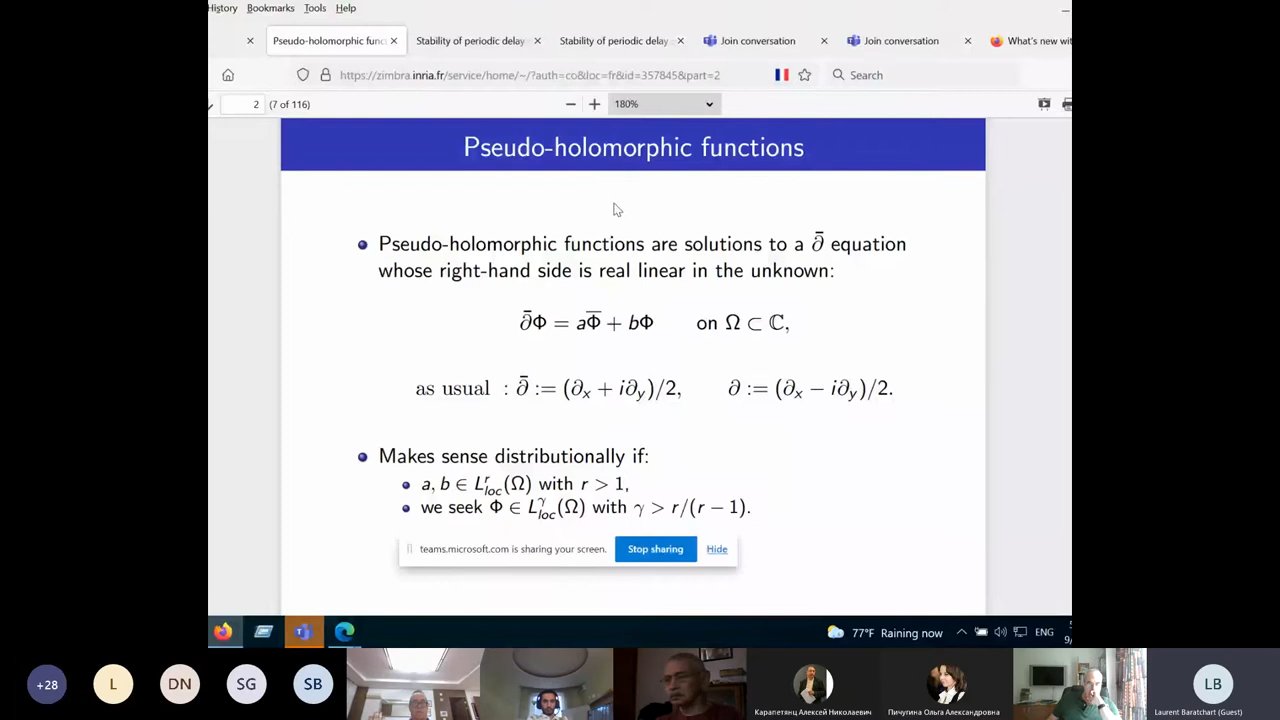 History Bookmarks Tools Help
Pseudo-holomorphic func
Stability of periodic delay
Stability of periodic delay
Join conversation
Join conversation
What's new wit
https://zimbra.inria.fr/service/home/~/?auth=co&loc=fr&id=357845&part=2
Search
2 (7 of 116)
180%
Pseudo-holomorphic functions
Pseudo-holomorphic functions are solutions to a ∂̄ equation
whose right-hand side is real linear in the unknown:
∂̄Φ = aΦ̅ + bΦ on Ω ⊂ ℂ,
as usual : ∂̄ := (∂ₓ + i∂_y)/2, ∂ := (∂ₓ − i∂_y)/2.
Makes sense distributionally if:
a, b ∈ L^r_loc(Ω) with r > 1,
we seek Φ ∈ L^γ_loc(Ω) with γ > r/(r − 1).
teams.microsoft.com is sharing your screen. Stop sharing Hide
77°F Raining now
ENG
+28 L DN SG SB LB
Карапетянц Алексей Николаевич
Пичугина Ольга Александровна
Laurent Baratchart (Guest)